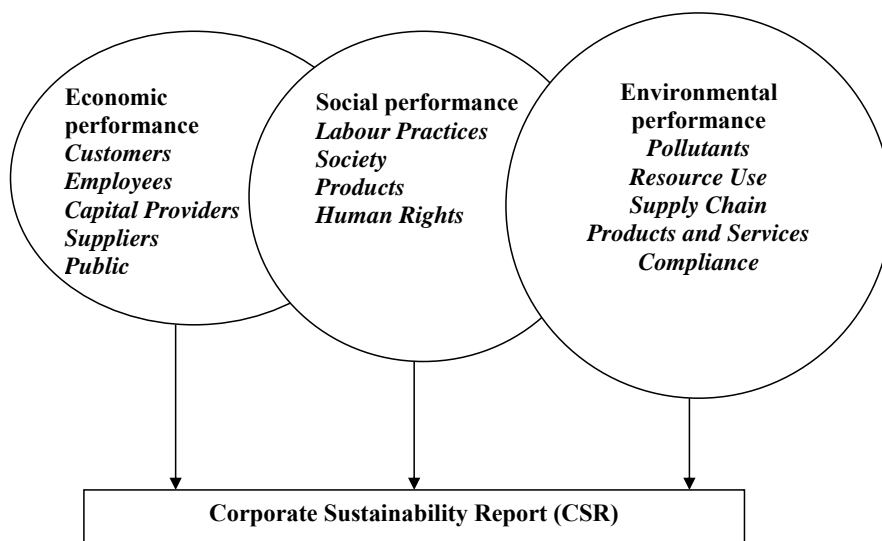 Economic
performance
Customers
Employees
Capital Providers
Suppliers
Public
Social performance
Labour Practices
Society
Products
Human Rights
Environmental
performance
Pollutants
Resource Use
Supply Chain
Products and Services
Compliance
Corporate Sustainability Report (CSR)